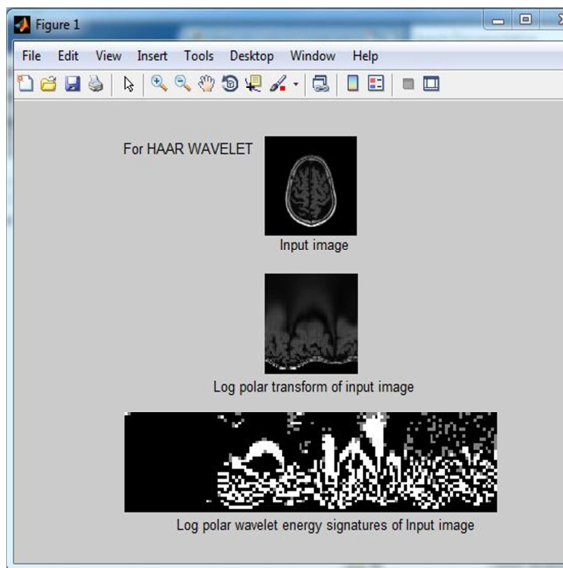 Figure 1
File Edit View Insert Tools Desktop Window Help
For HAAR WAVELET
Input image
Log polar transform of input image
Log polar wavelet energy signatures of Input image